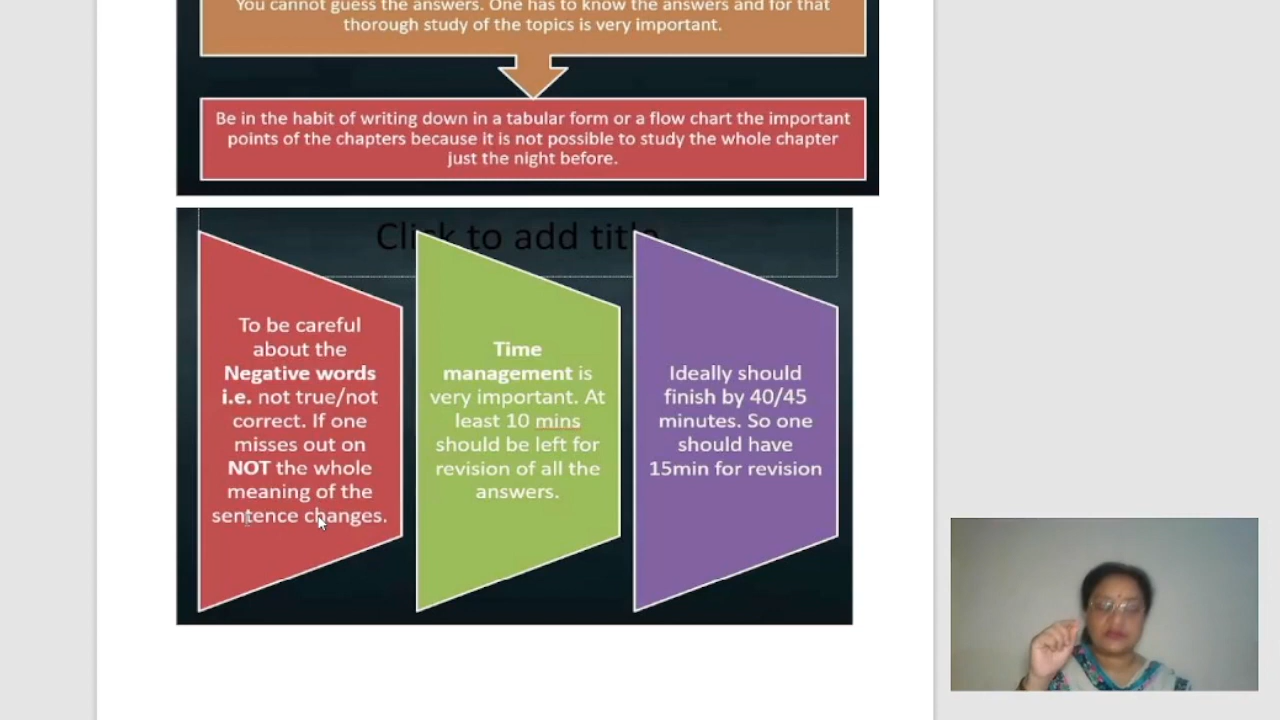 You cannot guess the answers. One has to know the answers and for that
thorough study of the topics is very important.
Be in the habit of writing down in a tabular form or a flow chart the important
points of the chapters because it is not possible to study the whole chapter
just the night before.
Click to add title
To be careful
about the
Negative words
i.e. not true/not
correct. If one
misses out on
NOT the whole
meaning of the
sentence changes.
Time
management is
very important. At
least 10 mins
should be left for
revision of all the
answers.
Ideally should
finish by 40/45
minutes. So one
should have
15min for revision